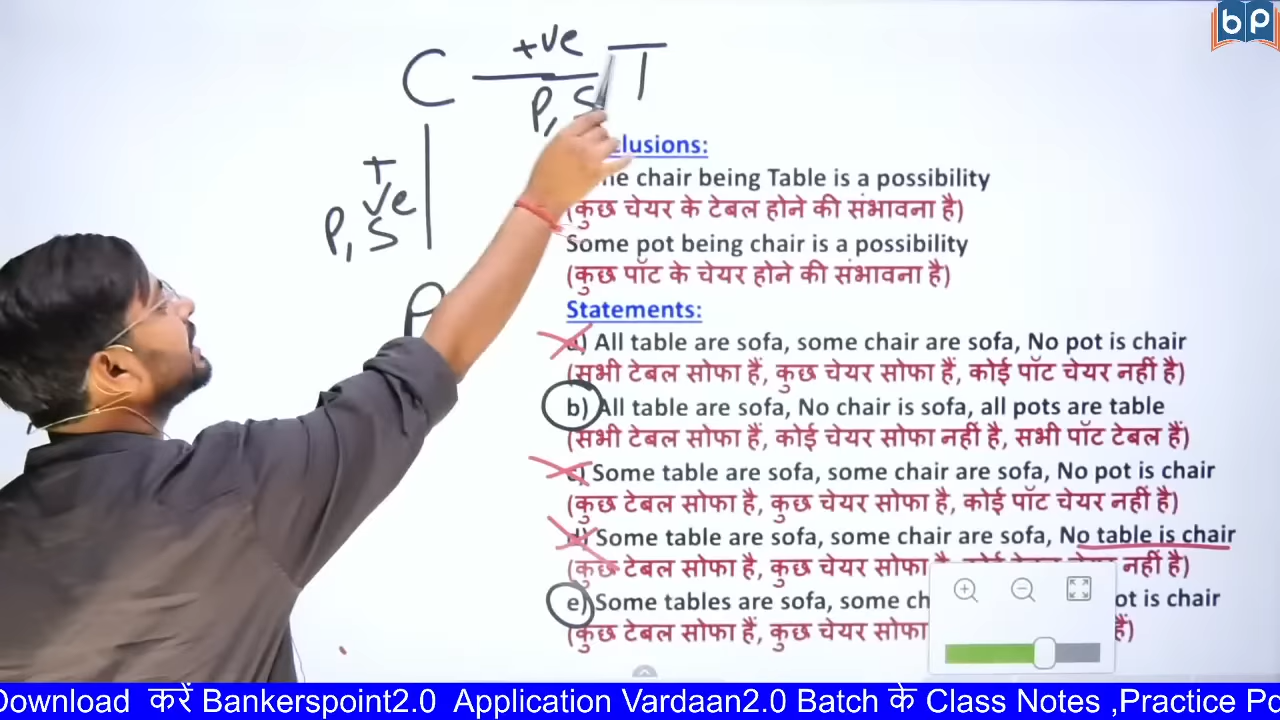 bp
C +ve T
P, S
+
ve
P, S
P
lusions:
me chair being Table is a possibility
(कुछ चेयर के टेबल होने की संभावना है)
Some pot being chair is a possibility
(कुछ पॉट के चेयर होने की संभावना है)
Statements:
a) All table are sofa, some chair are sofa, No pot is chair
(सभी टेबल सोफा हैं, कुछ चेयर सोफा हैं, कोई पॉट चेयर नहीं है)
b) All table are sofa, No chair is sofa, all pots are table
(सभी टेबल सोफा हैं, कोई चेयर सोफा नहीं है, सभी पॉट टेबल हैं)
Some table are sofa, some chair are sofa, No pot is chair
(कुछ टेबल सोफा है, कुछ चेयर सोफा है, कोई पॉट चेयर नहीं है)
d) Some table are sofa, some chair are sofa, No table is chair
(कुछ टेबल सोफा है, कुछ चेयर सोफा है, नहीं है)
e) Some tables are sofa, some ch ot is chair
(कुछ टेबल सोफा हैं, कुछ चेयर सोफा हैं)
Download करें Bankerspoint2.0 Application Vardaan2.0 Batch के Class Notes ,Practice Po